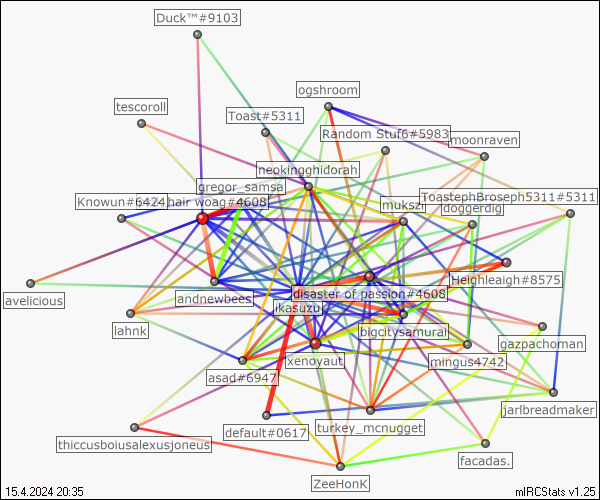 Duck™#9103
ogshroom
tescoroll
Toast#5311
Random Stuf6#5983
moonraven
neokingghidorah
gregor_samsa
Knowun#6424
hair woag#4608
mukszi
ToastephBroseph5311#5311
doggerdig
disaster of passion#4608
Heighleaigh#8575
avelicious
andnewbees
ikasuzu
lahnk
bigcitysamurai
gazpachoman
xenoyaut
mingus4742
asad#6947
jarlbreadmaker
default#0617
turkey_mcnugget
thiccusboiusalexusjoneus
facadas.
ZeeHonK
15.4.2024 20:35
mIRCStats v1.25